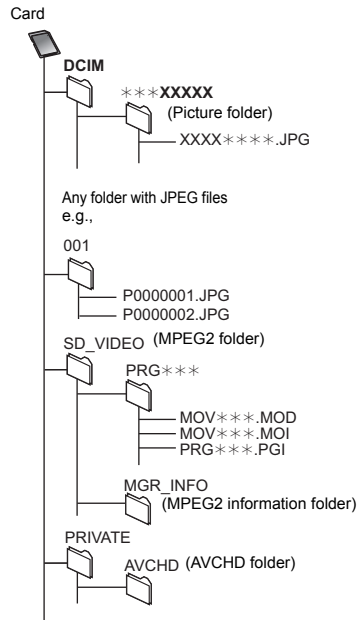 Card
DCIM
✳✳✳XXXXX
(Picture folder)
XXXX✳✳✳✳.JPG
Any folder with JPEG files
e.g.,
001
P0000001.JPG
P0000002.JPG
SD_VIDEO (MPEG2 folder)
PRG✳✳✳
MOV✳✳✳.MOD
MOV✳✳✳.MOI
PRG✳✳✳.PGI
MGR_INFO
(MPEG2 information folder)
PRIVATE
AVCHD (AVCHD folder)